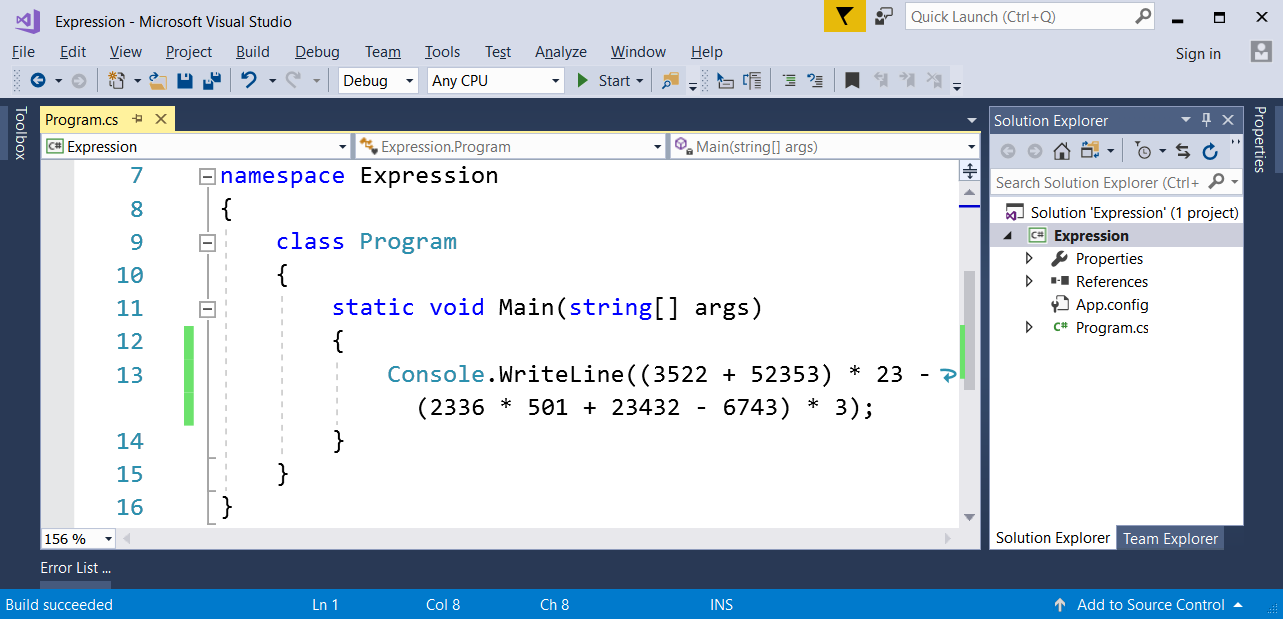 Expression - Microsoft Visual Studio
Quick Launch (Ctrl+Q)
File Edit View Project Build Debug Team Tools Test Analyze Window Help
Sign in
Debug Any CPU Start
Toolbox
Program.cs
Expression Expression.Program Main(string[] args)
7 namespace Expression
8 {
9 class Program
10 {
11 static void Main(string[] args)
12 {
13 Console.WriteLine((3522 + 52353) * 23 -
(2336 * 501 + 23432 - 6743) * 3);
14 }
15 }
16 }
156 %
Solution Explorer
Search Solution Explorer (Ctrl+
Solution 'Expression' (1 project)
C# Expression
Properties
References
App.config
C# Program.cs
Solution Explorer Team Explorer
Properties
Error List ...
Build succeeded Ln 1 Col 8 Ch 8 INS Add to Source Control